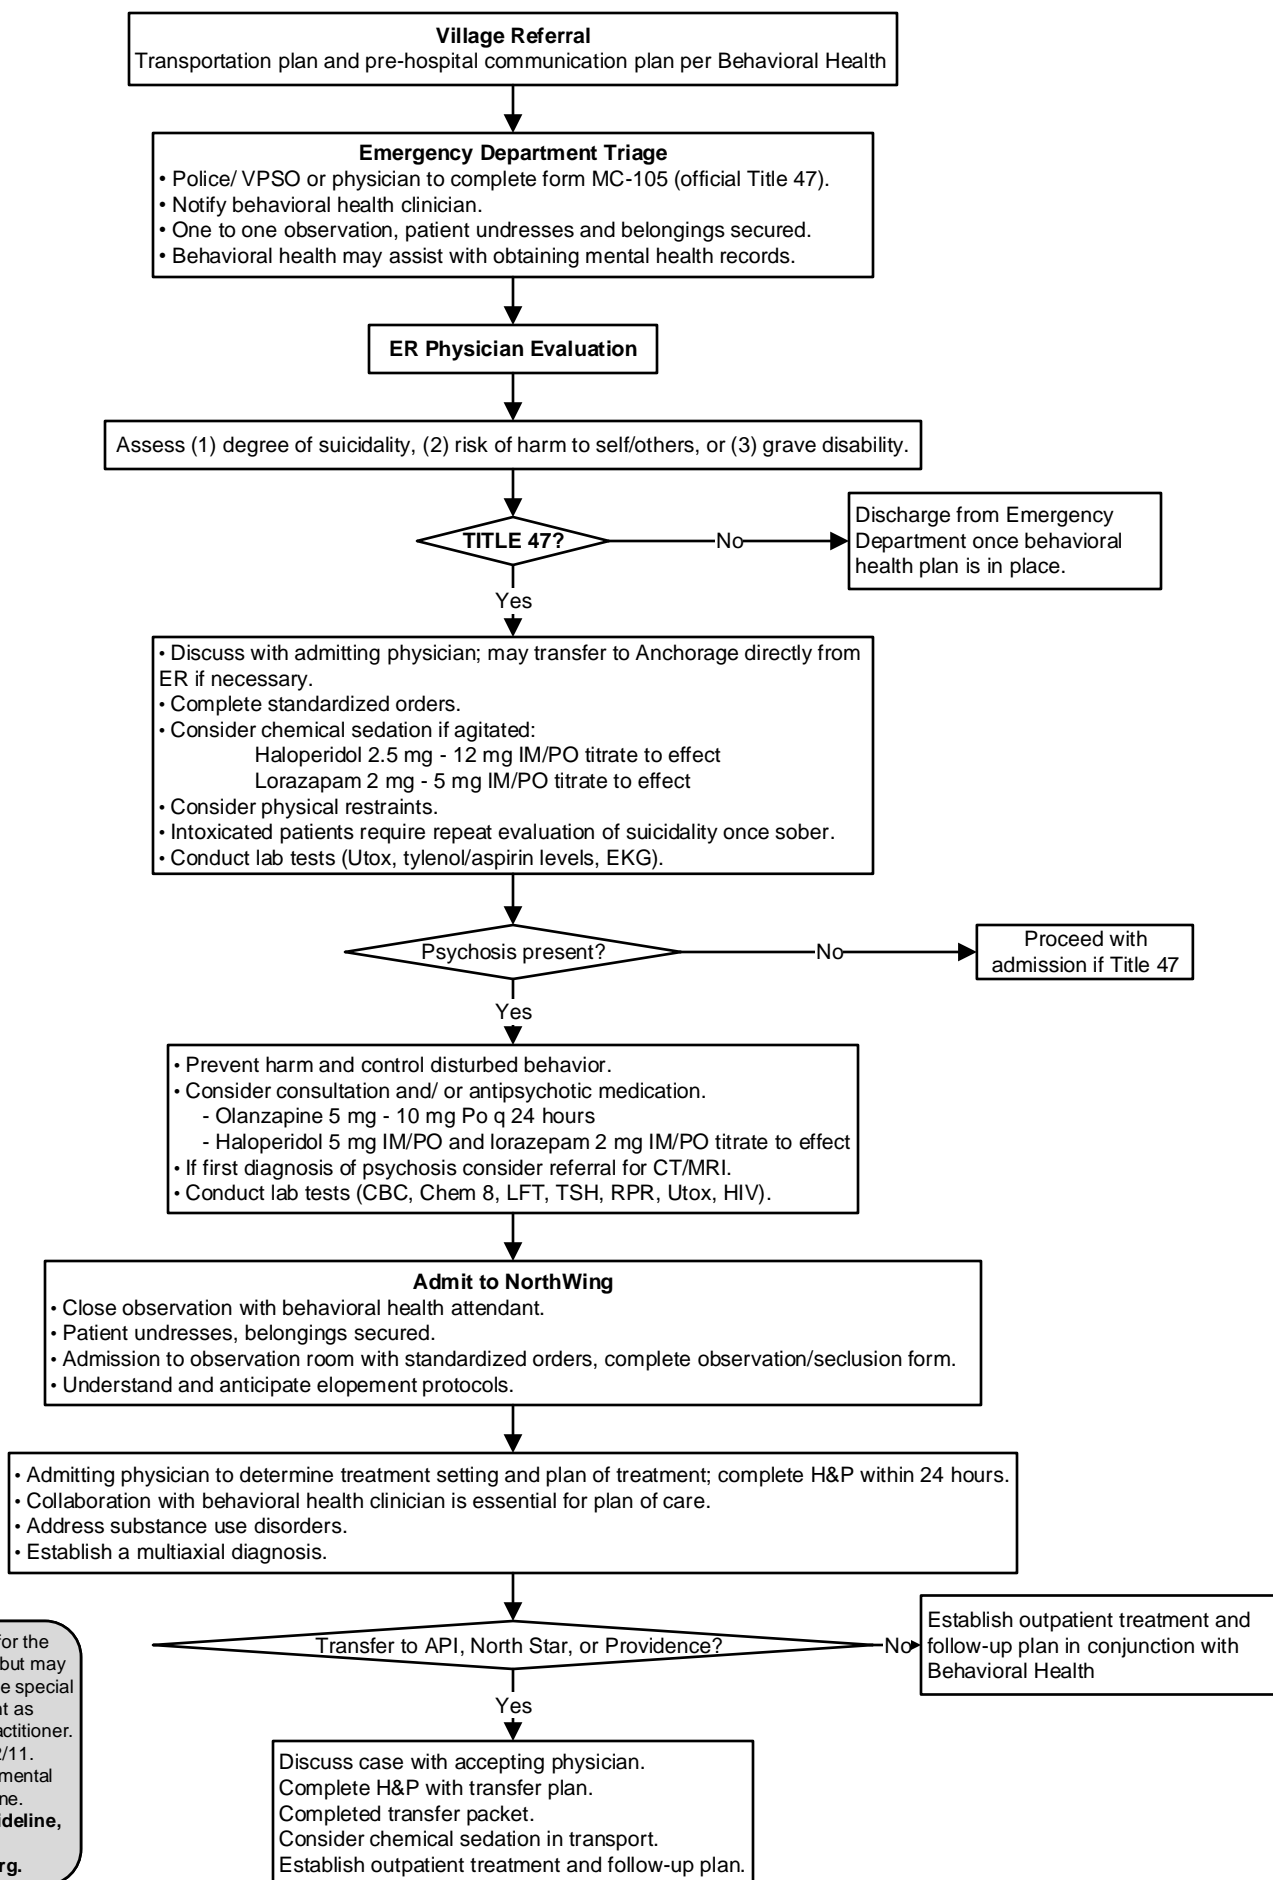 Village Referral
Transportation plan and pre-hospital communication plan per Behavioral Health
Emergency Department Triage
• Police/ VPSO or physician to complete form MC-105 (official Title 47).
• Notify behavioral health clinician.
• One to one observation, patient undresses and belongings secured.
• Behavioral health may assist with obtaining mental health records.
ER Physician Evaluation
Assess (1) degree of suicidality, (2) risk of harm to self/others, or (3) grave disability.
TITLE 47?
No
Discharge from Emergency
Department once behavioral
health plan is in place.
Yes
• Discuss with admitting physician; may transfer to Anchorage directly from
ER if necessary.
• Complete standardized orders.
• Consider chemical sedation if agitated:
Haloperidol 2.5 mg - 12 mg IM/PO titrate to effect
Lorazapam 2 mg - 5 mg IM/PO titrate to effect
• Consider physical restraints.
• Intoxicated patients require repeat evaluation of suicidality once sober.
• Conduct lab tests (Utox, tylenol/aspirin levels, EKG).
Psychosis present?
No
Proceed with
admission if Title 47
Yes
• Prevent harm and control disturbed behavior.
• Consider consultation and/ or antipsychotic medication.
- Olanzapine 5 mg - 10 mg Po q 24 hours
- Haloperidol 5 mg IM/PO and lorazepam 2 mg IM/PO titrate to effect
• If first diagnosis of psychosis consider referral for CT/MRI.
• Conduct lab tests (CBC, Chem 8, LFT, TSH, RPR, Utox, HIV).
Admit to NorthWing
• Close observation with behavioral health attendant.
• Patient undresses, belongings secured.
• Admission to observation room with standardized orders, complete observation/seclusion form.
• Understand and anticipate elopement protocols.
• Admitting physician to determine treatment setting and plan of treatment; complete H&P within 24 hours.
• Collaboration with behavioral health clinician is essential for plan of care.
• Address substance use disorders.
• Establish a multiaxial diagnosis.
Transfer to API, North Star, or Providence?
No
Establish outpatient treatment and
follow-up plan in conjunction with
Behavioral Health
Yes
Discuss case with accepting physician.
Complete H&P with transfer plan.
Completed transfer packet.
Consider chemical sedation in transport.
Establish outpatient treatment and follow-up plan.
for the
but may
special
as
2/11.